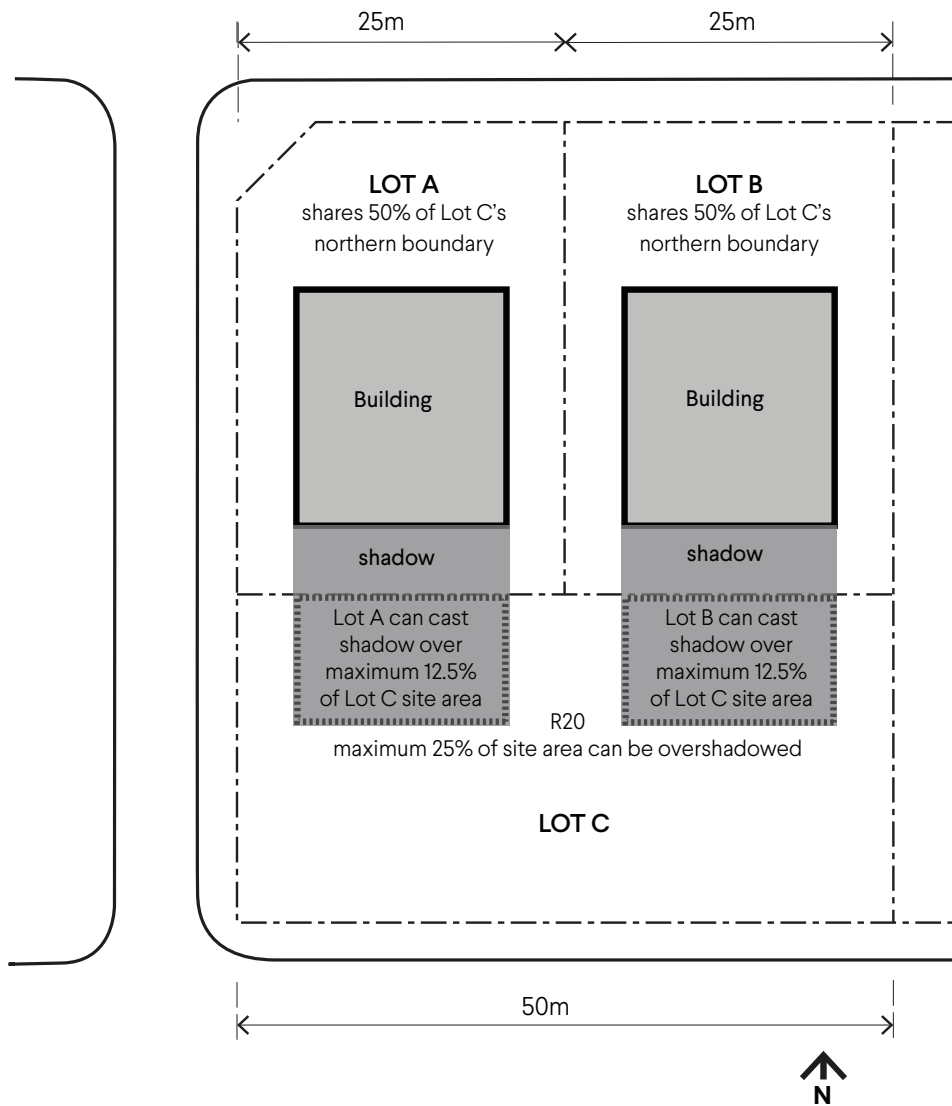 25m
25m
LOT A
shares 50% of Lot C’s
northern boundary
LOT B
shares 50% of Lot C’s
northern boundary
Building
Building
shadow
shadow
Lot A can cast
shadow over
maximum 12.5%
of Lot C site area
Lot B can cast
shadow over
maximum 12.5%
of Lot C site area
R20
maximum 25% of site area can be overshadowed
LOT C
50m
N